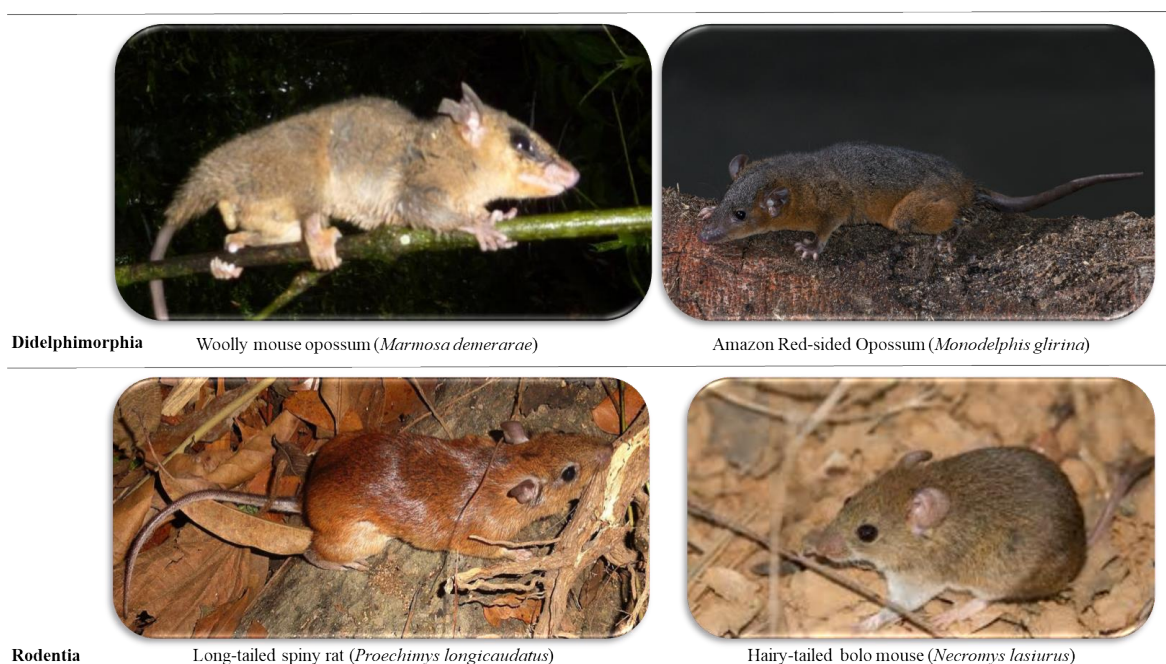 Didelphimorphia Woolly mouse opossum (Marmosa demerarae) Amazon Red-sided Opossum (Monodelphis glirina)
Rodentia Long-tailed spiny rat (Proechimys longicaudatus) Hairy-tailed bolo mouse (Necromys lasiurus)